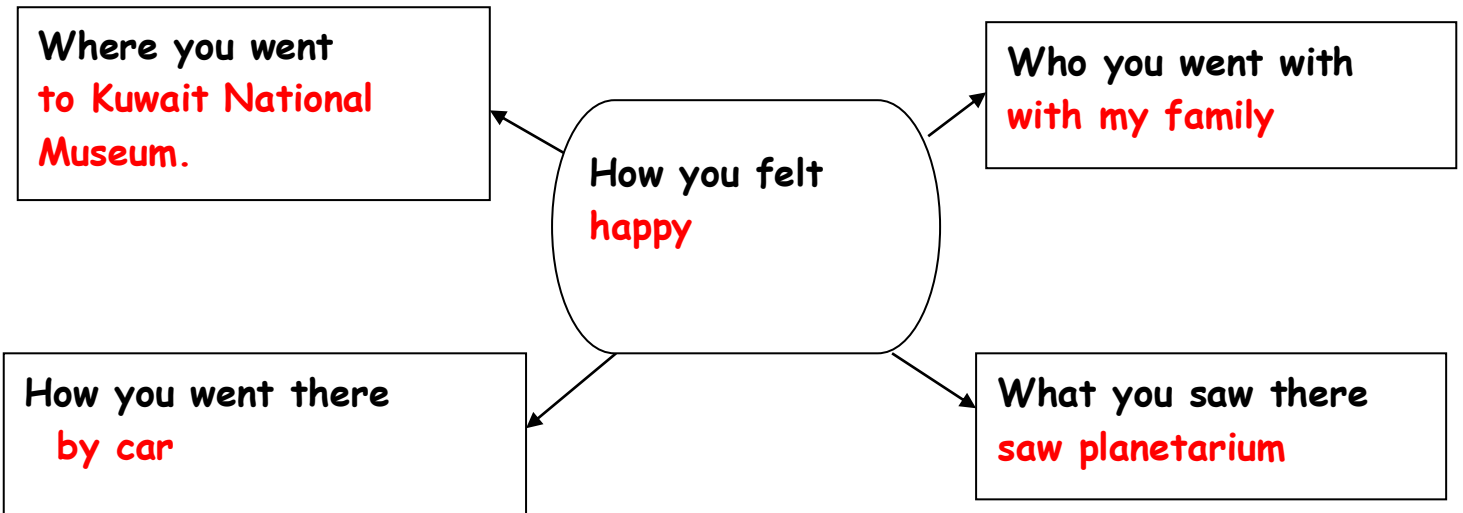 Where you went
to Kuwait National
Museum.
Who you went with
with my family
How you felt
happy
How you went there
by car
What you saw there
saw planetarium